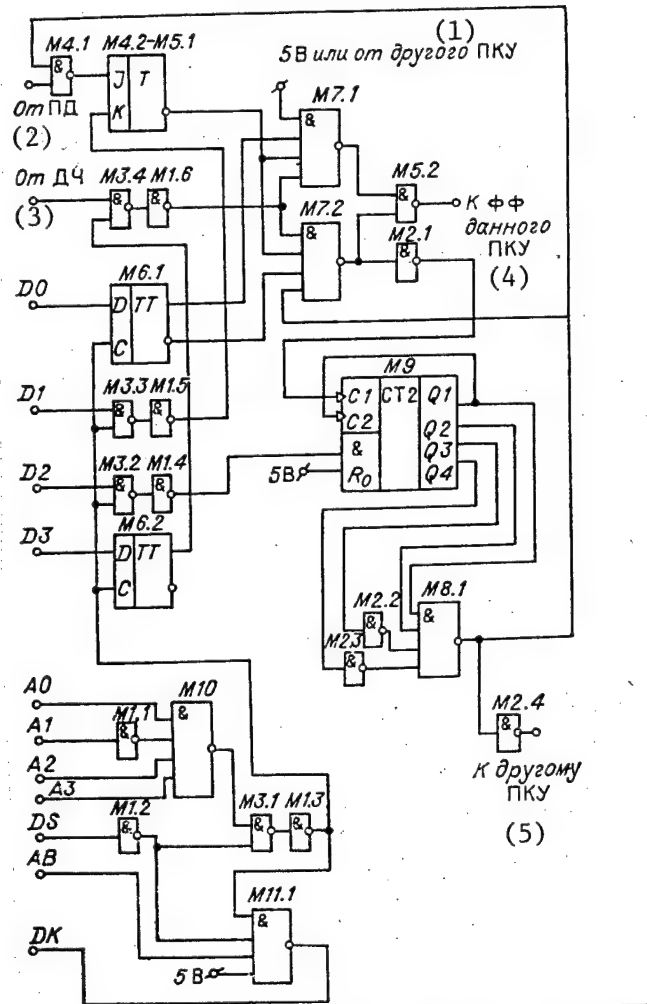 (1)
M4.1 M4.2-M5.1
5В или от другого ПКУ
&
J T
K
От ПД
(2)
M7.1
&
От ДЧ
(3)
M3.4 M1.6
&
&
M5.2
&
К фф
данного
ПКУ
(4)
M7.2
&
M2.1
&
D0
M6.1
D TT
C
D1
M3.3 M1.5
&
&
M9
C1 CT2 Q1
C2 Q2
Q3
& Q4
R0
5В
D2
M3.2 M1.4
&
&
D3
M6.2
D TT
C
M8.1
&
M2.2
&
M2.3
&
M2.4
&
К другому
ПКУ
(5)
A0
A1
A2
A3
M1.1
&
M10
&
DS
M1.2
&
M3.1 M1.3
&
&
AB
M11.1
&
DK
5В